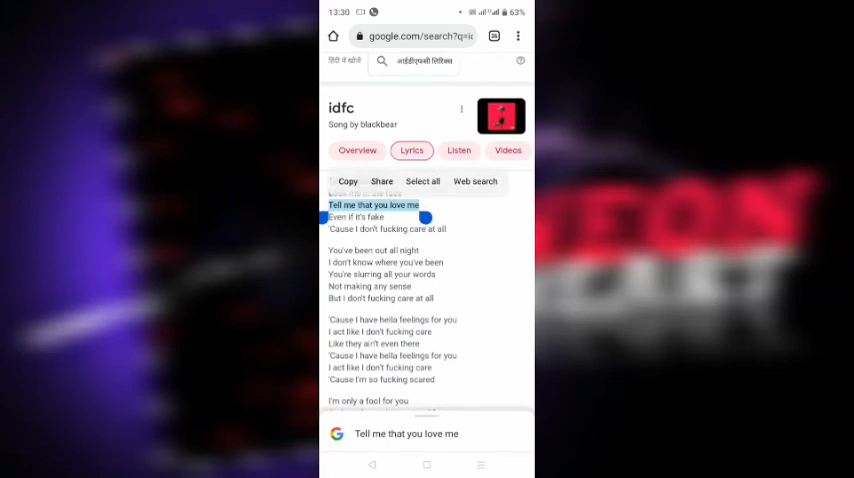 13:30
63%
google.com/search?q=i
26
हिंदी में खोजें
आईडीएफसी लिरिक्स
idfc
Song by blackbear
Overview
Lyrics
Listen
Videos
Copy
Share
Select all
Web search
Tell me that you love me
Even if it's fake
'Cause I don't fucking care at all
You've been out all night
I don't know where you've been
You're slurring all your words
Not making any sense
But I don't fucking care at all
'Cause I have hella feelings for you
I act like I don't fucking care
Like they ain't even there
'Cause I have hella feelings for you
I act like I don't fucking care
'Cause I'm so fucking scared
I'm only a fool for you
Tell me that you love me
NEON
HEART